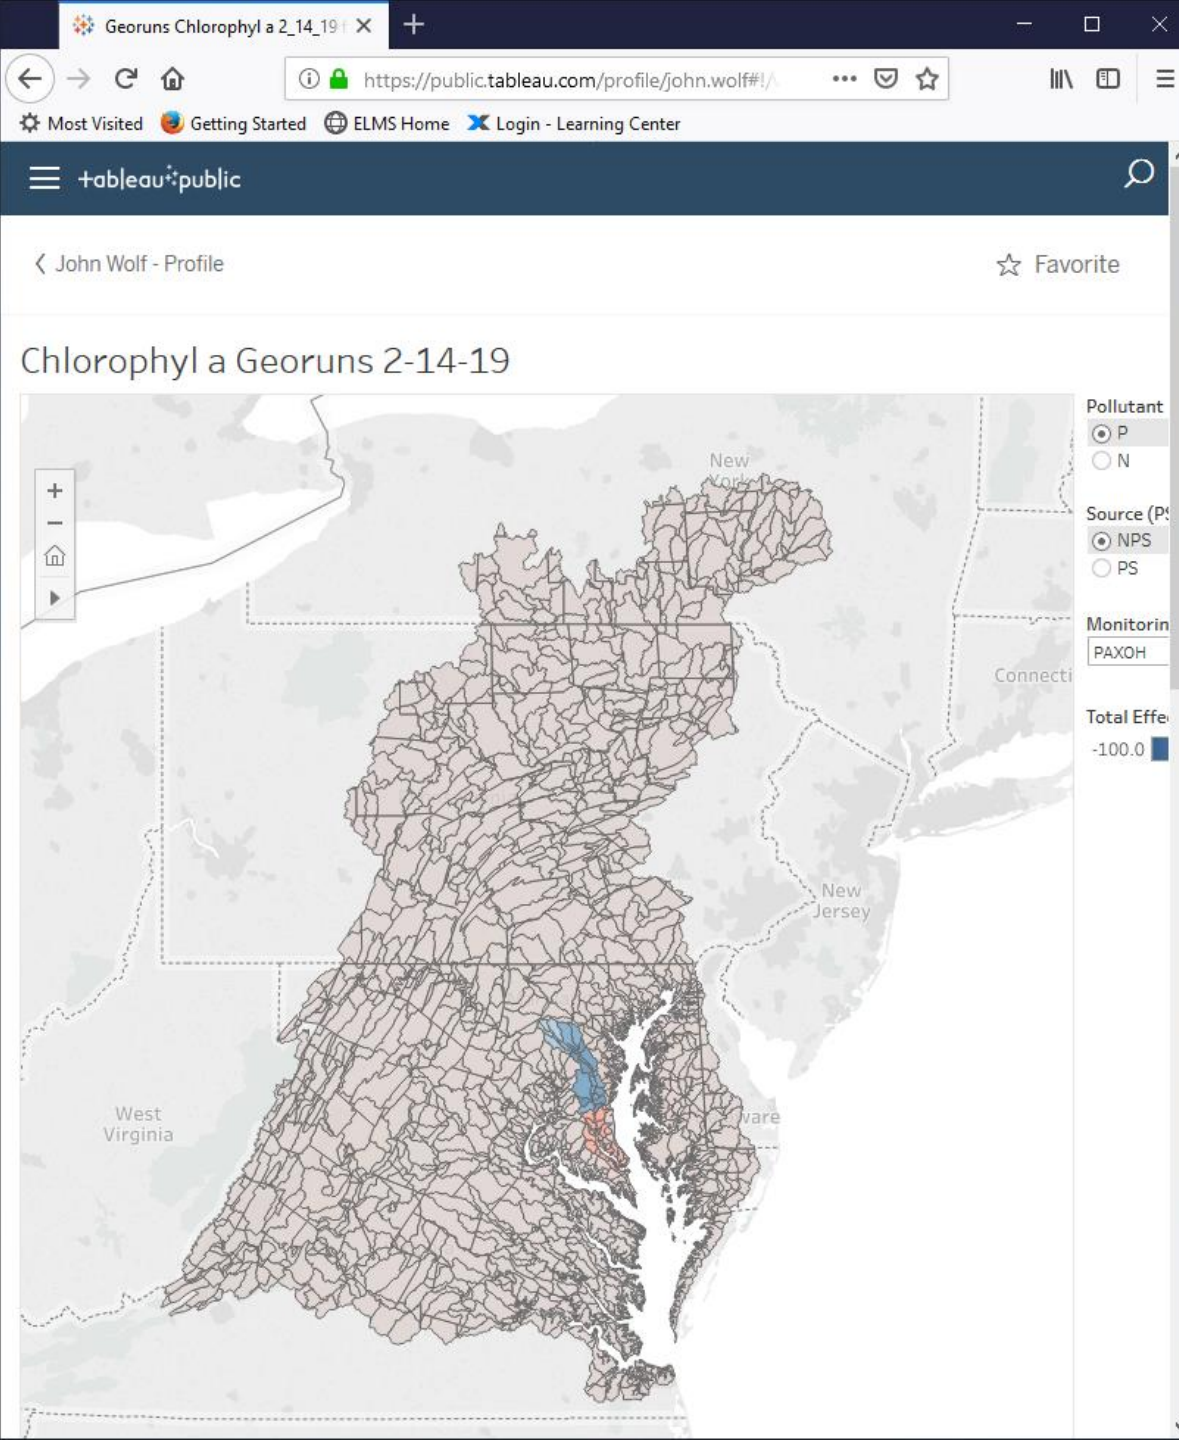 Georuns Chlorophyl a 2_14_19
https://public.tableau.com/profile/john.wolf#!/
Most Visited
Getting Started
ELMS Home
Login - Learning Center
+ableau public
John Wolf - Profile
Favorite
Chlorophyl a Georuns 2-14-19
Pollutant
P
N
Source (PS
NPS
PS
Monitorin
PAXOH
Total Effe
-100.0
New
York
Connecti
New
Jersey
West
Virginia
ware